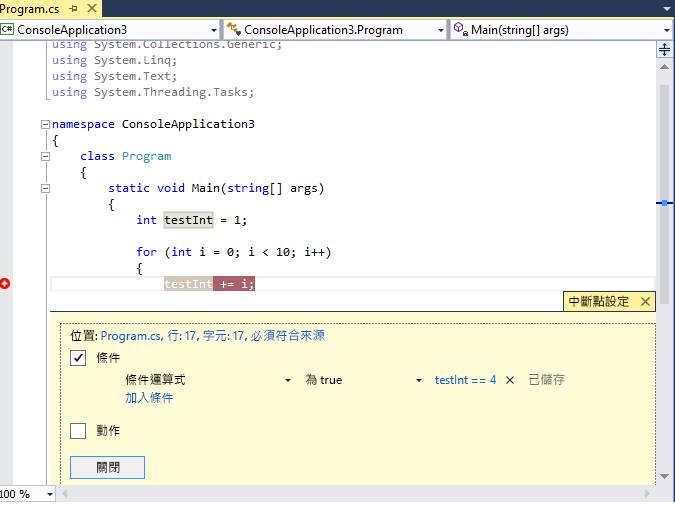 Program.cs
C# ConsoleApplication3 ConsoleApplication3.Program Main(string[] args)
using System.Collections.Generic;
using System.Linq;
using System.Text;
using System.Threading.Tasks;
namespace ConsoleApplication3
{
class Program
{
static void Main(string[] args)
{
int testInt = 1;
for (int i = 0; i < 10; i++)
{
testInt += i;
中斷點設定
位置: Program.cs, 行: 17, 字元: 17, 必須符合來源
條件
條件運算式 為 true testInt == 4 已儲存
加入條件
動作
關閉
100 %